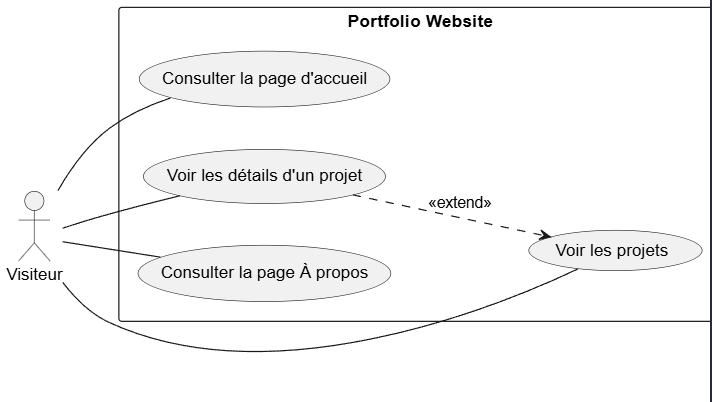 Portfolio Website
Consulter la page d'accueil
Voir les détails d'un projet
«extend»
Voir les projets
Visiteur
Consulter la page À propos